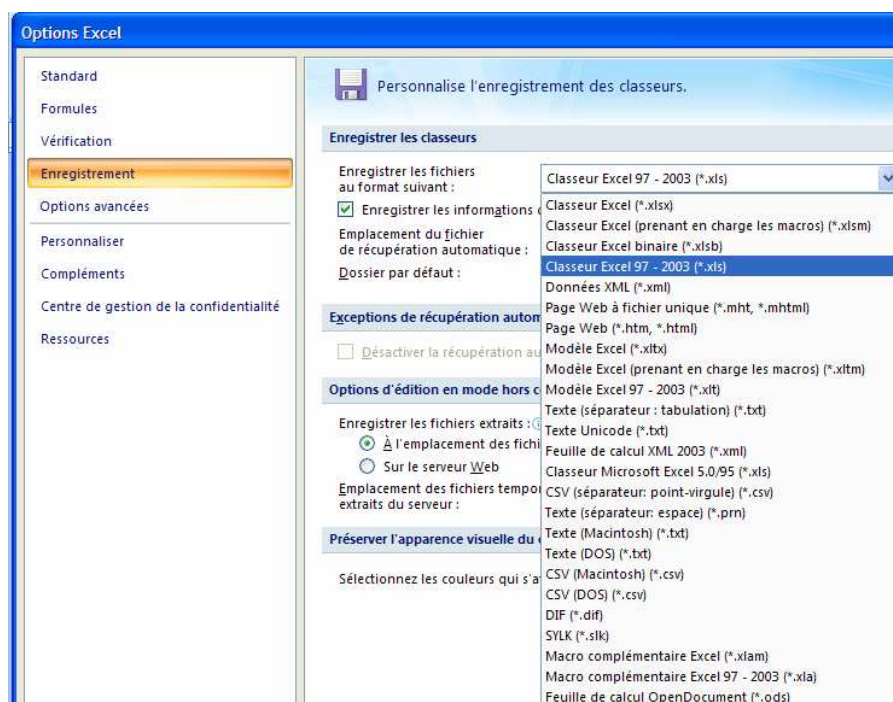 Options Excel
Standard
Formules
Vérification
Enregistrement
Options avancées
Personnaliser
Compléments
Centre de gestion de la confidentialité
Ressources
Personnalise l'enregistrement des classeurs.
Enregistrer les classeurs
Enregistrer les fichiers
au format suivant :
Classeur Excel 97 - 2003 (*.xls)
Enregistrer les informations
Emplacement du fichier
de récupération automatique :
Dossier par défaut :
Exceptions de récupération autom
Désactiver la récupération au
Options d'édition en mode hors c
Enregistrer les fichiers extraits :
À l'emplacement des fichi
Sur le serveur Web
Emplacement des fichiers tempor
extraits du serveur :
Préserver l'apparence visuelle du
Sélectionnez les couleurs qui s'a
Classeur Excel (*.xlsx)
Classeur Excel (prenant en charge les macros) (*.xlsm)
Classeur Excel binaire (*.xlsb)
Classeur Excel 97 - 2003 (*.xls)
Données XML (*.xml)
Page Web à fichier unique (*.mht, *.mhtml)
Page Web (*.htm, *.html)
Modèle Excel (*.xltx)
Modèle Excel (prenant en charge les macros) (*.xltm)
Modèle Excel 97 - 2003 (*.xlt)
Texte (séparateur : tabulation) (*.txt)
Texte Unicode (*.txt)
Feuille de calcul XML 2003 (*.xml)
Classeur Microsoft Excel 5.0/95 (*.xls)
CSV (séparateur: point-virgule) (*.csv)
Texte (séparateur: espace) (*.prn)
Texte (Macintosh) (*.txt)
Texte (DOS) (*.txt)
CSV (Macintosh) (*.csv)
CSV (DOS) (*.csv)
DIF (*.dif)
SYLK (*.slk)
Macro complémentaire Excel (*.xlam)
Macro complémentaire Excel 97 - 2003 (*.xla)
Feuille de calcul OpenDocument (*.ods)